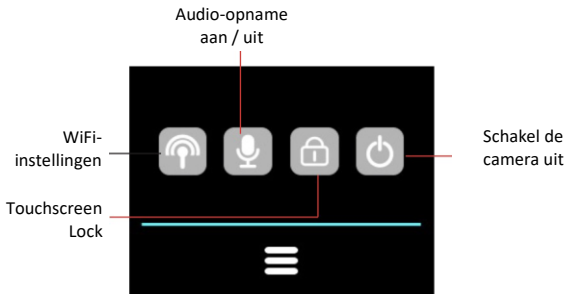 Audio-opname
aan / uit
WiFi-
instellingen
Schakel de
camera uit
Touchscreen
Lock